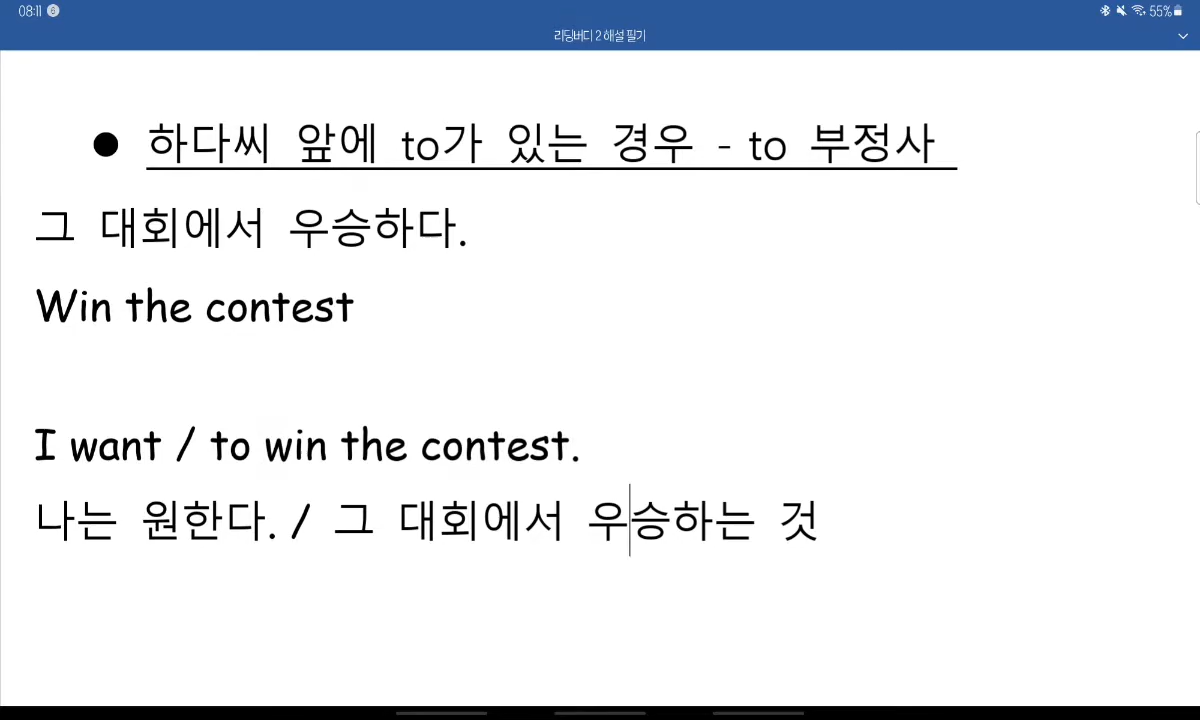 08:11
55%
리딩버디 2 해설 필기
● 하다씨 앞에 to가 있는 경우 - to 부정사
그 대회에서 우승하다.
Win the contest
I want / to win the contest.
나는 원한다. / 그 대회에서 우승하는 것